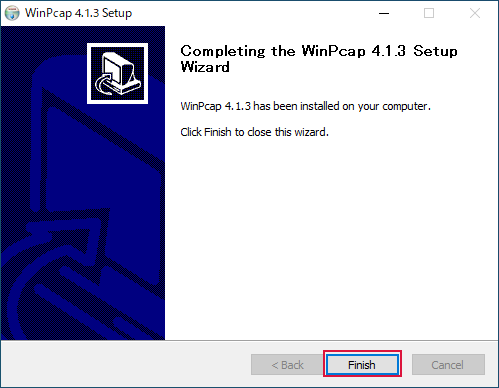 WinPcap 4.1.3 Setup
Completing the WinPcap 4.1.3 Setup
Wizard
WinPcap 4.1.3 has been installed on your computer.
Click Finish to close this wizard.
< Back
Finish
Cancel